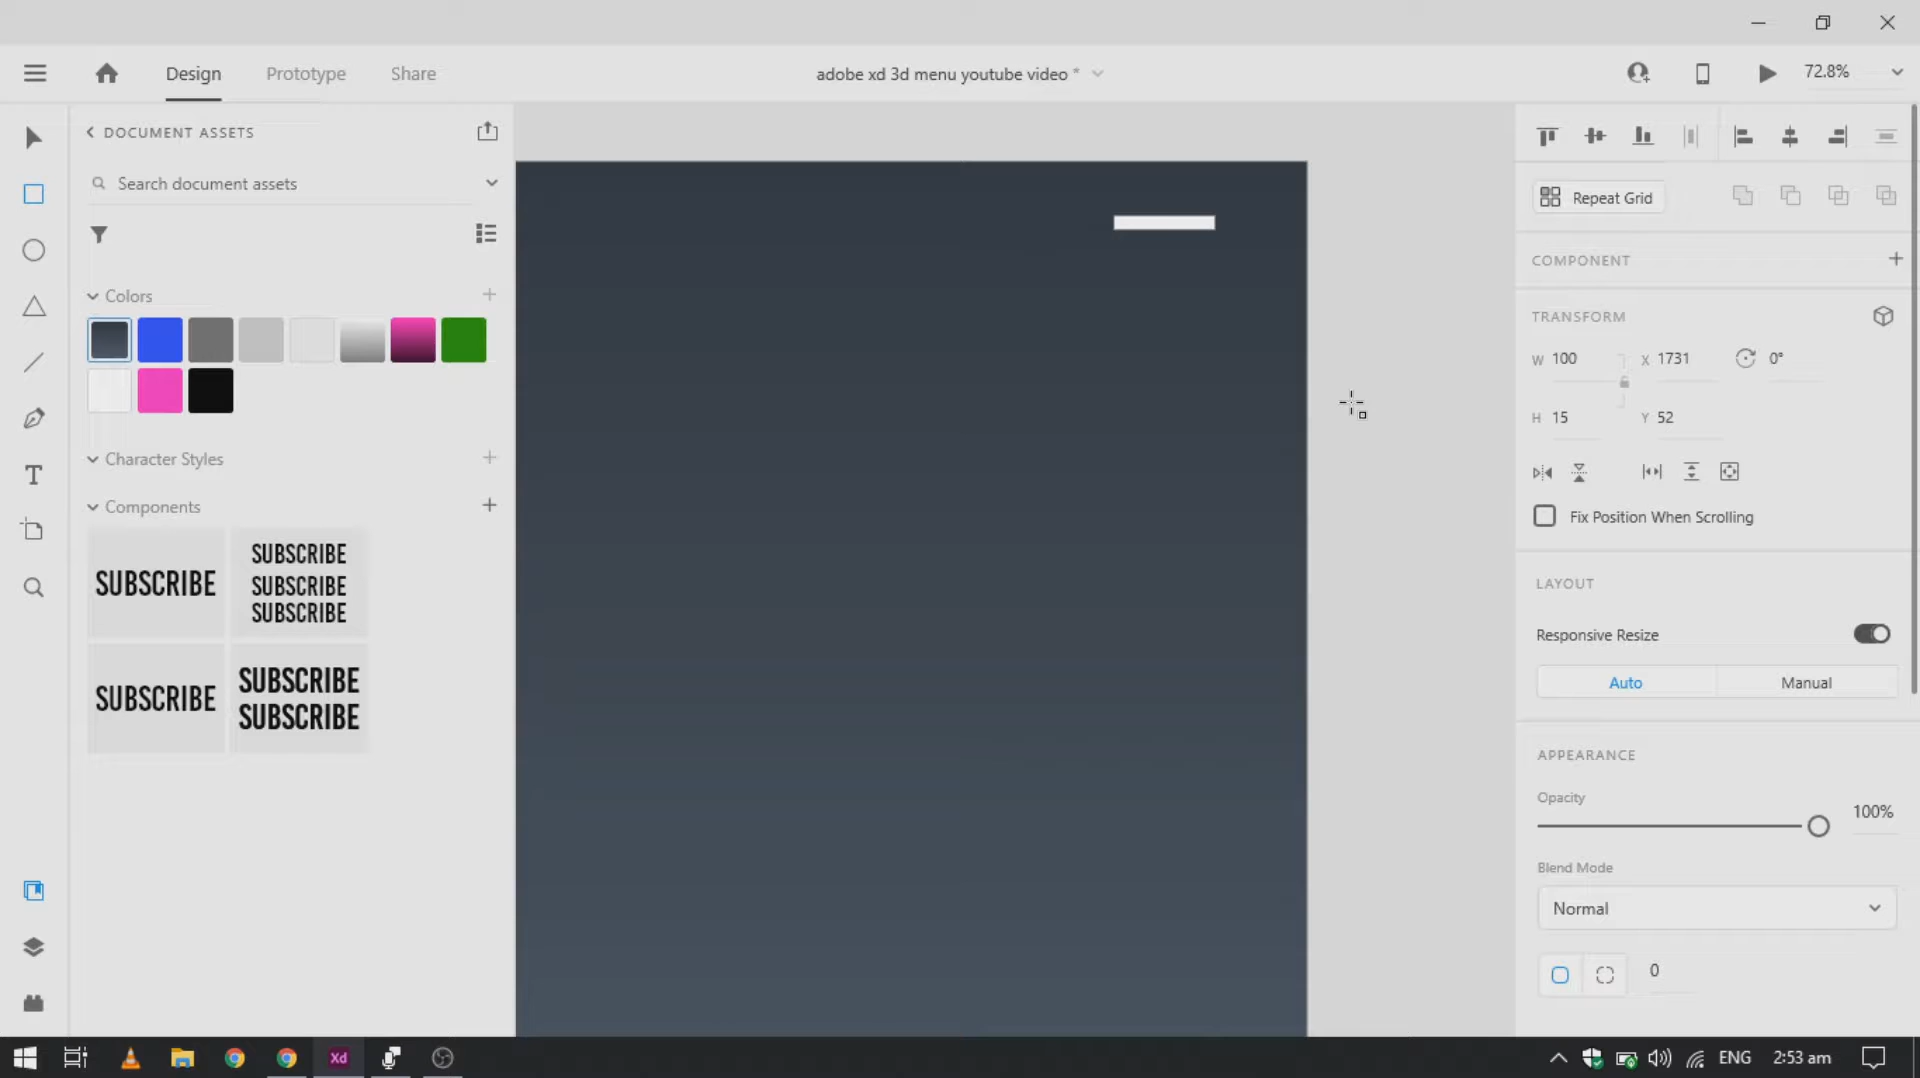 Design
Prototype
Share
adobe xd 3d menu youtube video *
72.8%
DOCUMENT ASSETS
Search document assets
Colors
Character Styles
Components
SUBSCRIBE
SUBSCRIBE
SUBSCRIBE
SUBSCRIBE
SUBSCRIBE
SUBSCRIBE
SUBSCRIBE
Repeat Grid
COMPONENT
TRANSFORM
W 100
X 1731
0°
H 15
Y 52
Fix Position When Scrolling
LAYOUT
Responsive Resize
Auto
Manual
APPEARANCE
Opacity
100%
Blend Mode
Normal
0
Xd
ENG
2:53 am